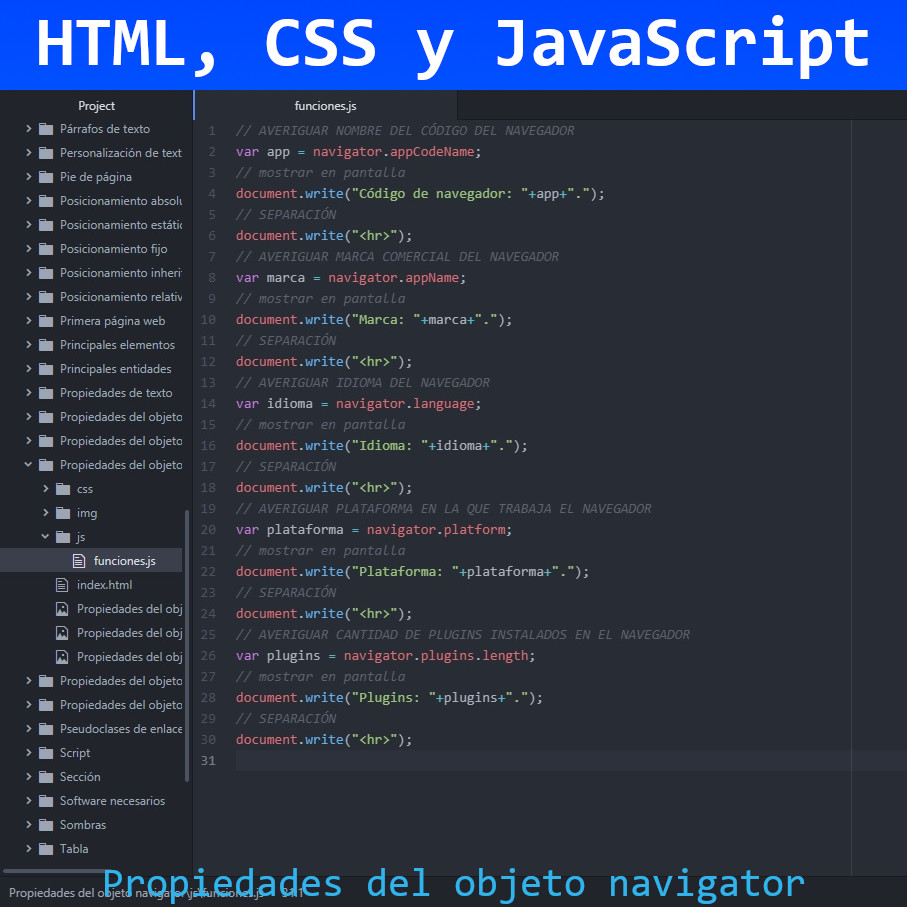 HTML, CSS y JavaScript
Project
Párrafos de texto
Personalización de text
Pie de página
Posicionamiento absolu
Posicionamiento estátic
Posicionamiento fijo
Posicionamiento inheri
Posicionamiento relativ
Primera página web
Principales elementos
Principales entidades
Propiedades de texto
Propiedades del objeto
Propiedades del objeto
Propiedades del objeto
css
img
js
funciones.js
index.html
Propiedades del obj
Propiedades del obj
Propiedades del obj
Propiedades del objeto
Propiedades del objeto
Pseudoclases de enlace
Script
Sección
Software necesarios
Sombras
Tabla
funciones.js
1 // AVERIGUAR NOMBRE DEL CÓDIGO DEL NAVEGADOR
2 var app = navigator.appCodeName;
3 // mostrar en pantalla
4 document.write("Código de navegador: "+app+".");
5 // SEPARACIÓN
6 document.write("<hr>");
7 // AVERIGUAR MARCA COMERCIAL DEL NAVEGADOR
8 var marca = navigator.appName;
9 // mostrar en pantalla
10 document.write("Marca: "+marca+".");
11 // SEPARACIÓN
12 document.write("<hr>");
13 // AVERIGUAR IDIOMA DEL NAVEGADOR
14 var idioma = navigator.language;
15 // mostrar en pantalla
16 document.write("Idioma: "+idioma+".");
17 // SEPARACIÓN
18 document.write("<hr>");
19 // AVERIGUAR PLATAFORMA EN LA QUE TRABAJA EL NAVEGADOR
20 var plataforma = navigator.platform;
21 // mostrar en pantalla
22 document.write("Plataforma: "+plataforma+".");
23 // SEPARACIÓN
24 document.write("<hr>");
25 // AVERIGUAR CANTIDAD DE PLUGINS INSTALADOS EN EL NAVEGADOR
26 var plugins = navigator.plugins.length;
27 // mostrar en pantalla
28 document.write("Plugins: "+plugins+".");
29 // SEPARACIÓN
30 document.write("<hr>");
31
Propiedades del objeto navigator\js\funciones.js 31:1
Propiedades del objeto navigator